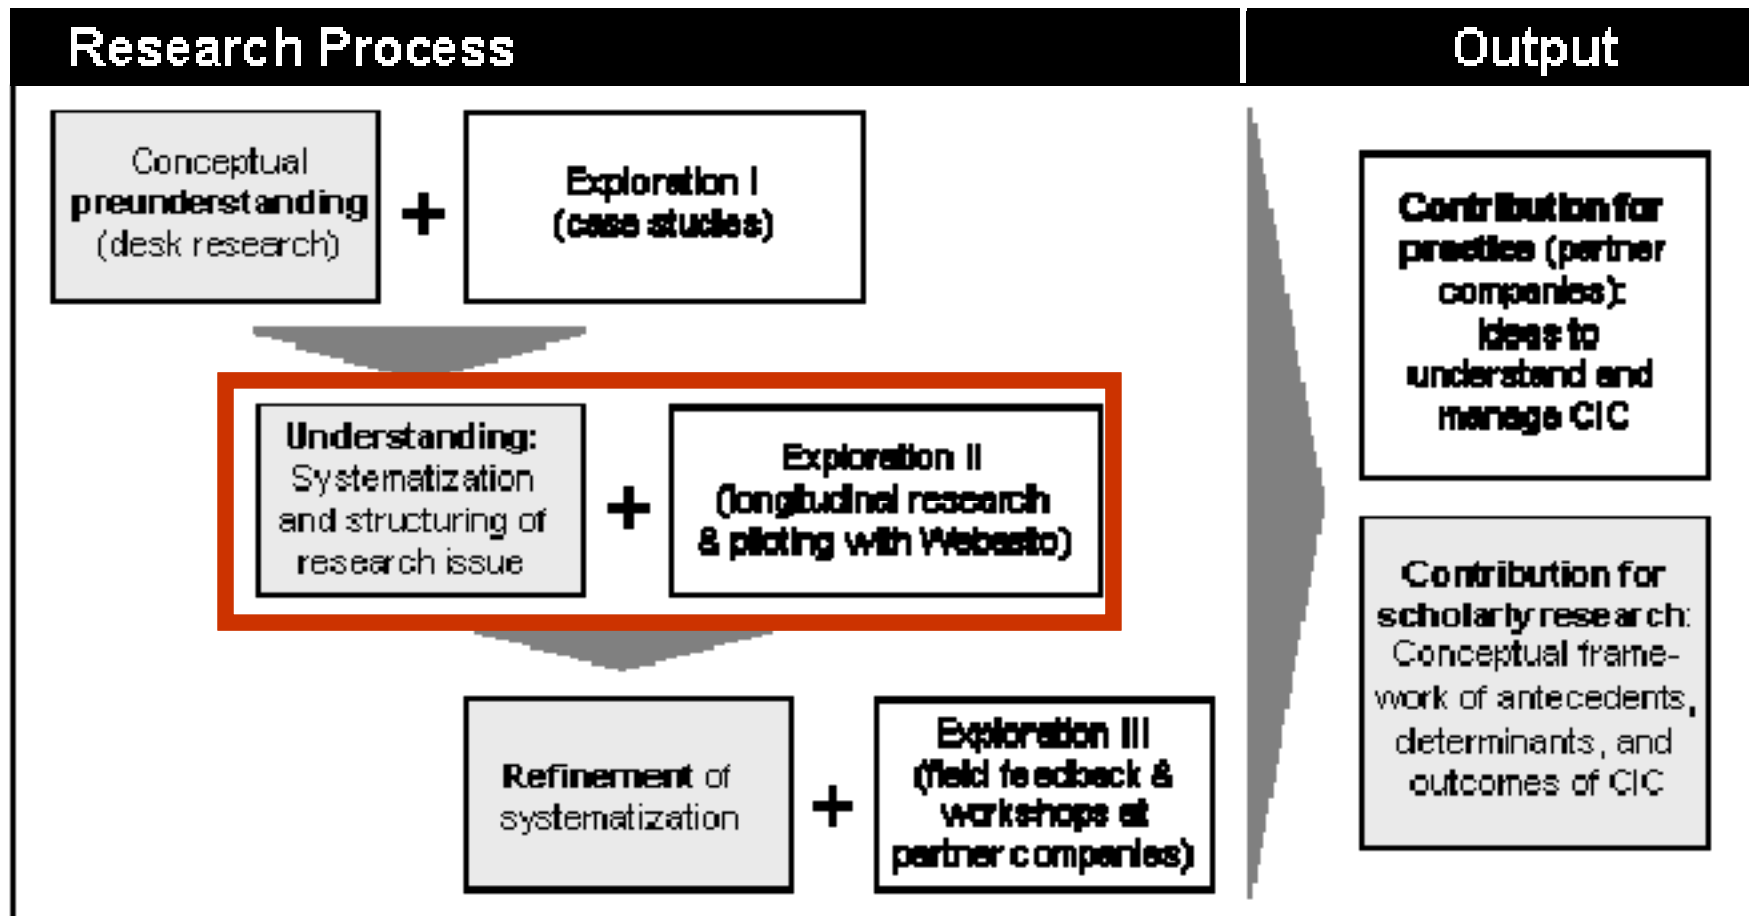 Research Process
Output
Conceptual
preunderstanding
(desk research)
+
Exploration I
(case studies)
Understanding:
Systematization
and structuring of
research issue
+
Exploration II
(longitudinal research
& piloting with Webasto)
Refinement of
systematization
+
Exploration III
(field feedback &
workshops at
partner companies)
Contribution for
practice (partner
companies):
Ideas to
understand and
manage CIC
Contribution for
scholarly research:
Conceptual frame-
work of antecedents,
determinants, and
outcomes of CIC